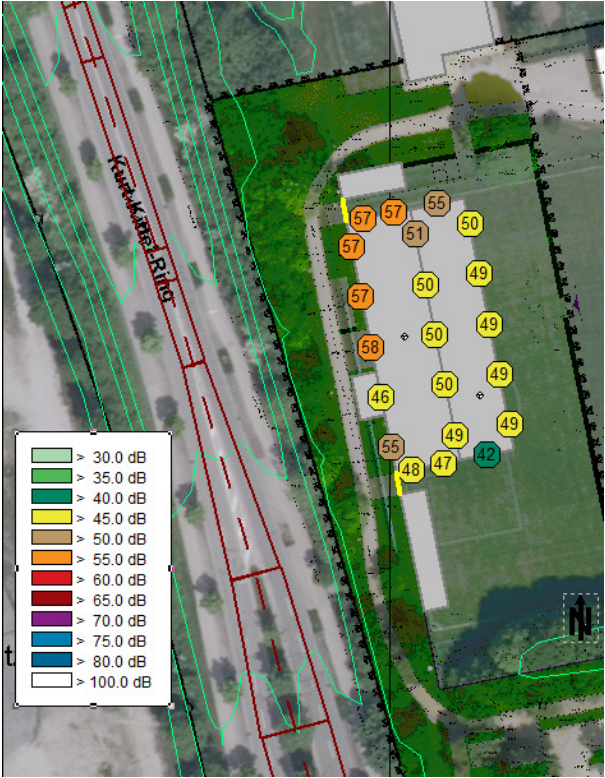 Kurt-Kittel-Ring
55
57
57
50
51
57
49
50
57
49
50
58
49
50
46
49
49
55
42
47
48
> 30.0 dB
> 35.0 dB
> 40.0 dB
> 45.0 dB
> 50.0 dB
> 55.0 dB
> 60.0 dB
> 65.0 dB
> 70.0 dB
> 75.0 dB
> 80.0 dB
> 100.0 dB
N